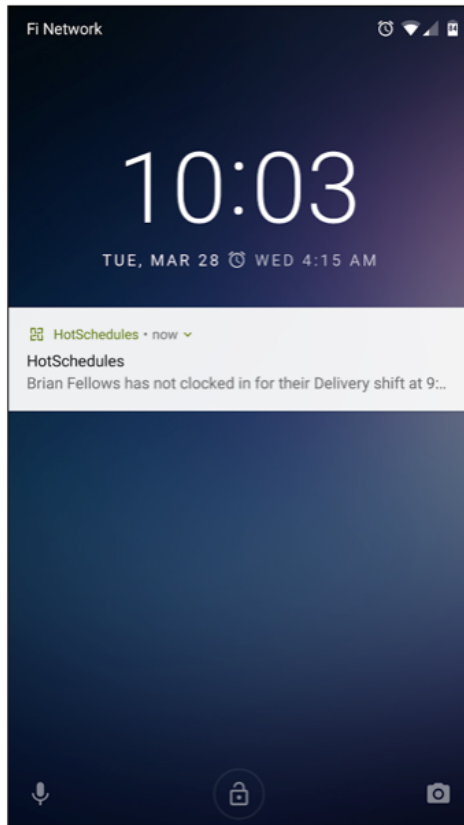 Fi Network
10:03
TUE, MAR 28 WED 4:15 AM
HotSchedules • now
HotSchedules
Brian Fellows has not clocked in for their Delivery shift at 9:..